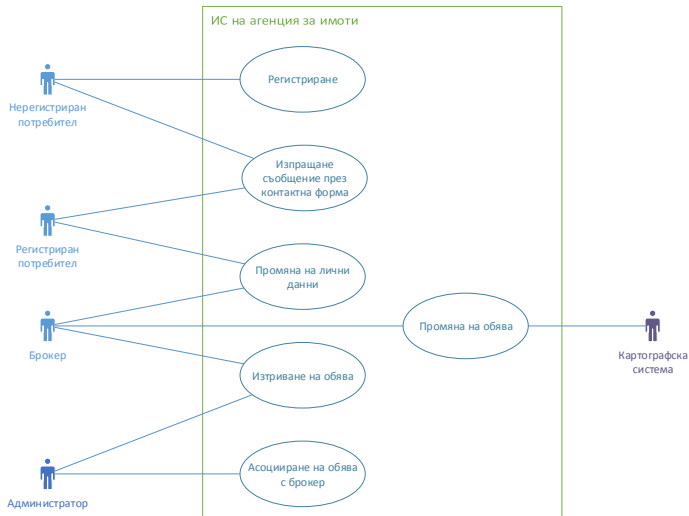 ИС на агенция за имоти
Регистриране
Нерегистриран
потребител
Изпращане
съобщение през
контактна форма
Регистриран
потребител
Промяна на лични
данни
Промяна на обява
Брокер
Картографска
система
Изтриване на обява
Асоцииране на обява
с брокер
Администратор